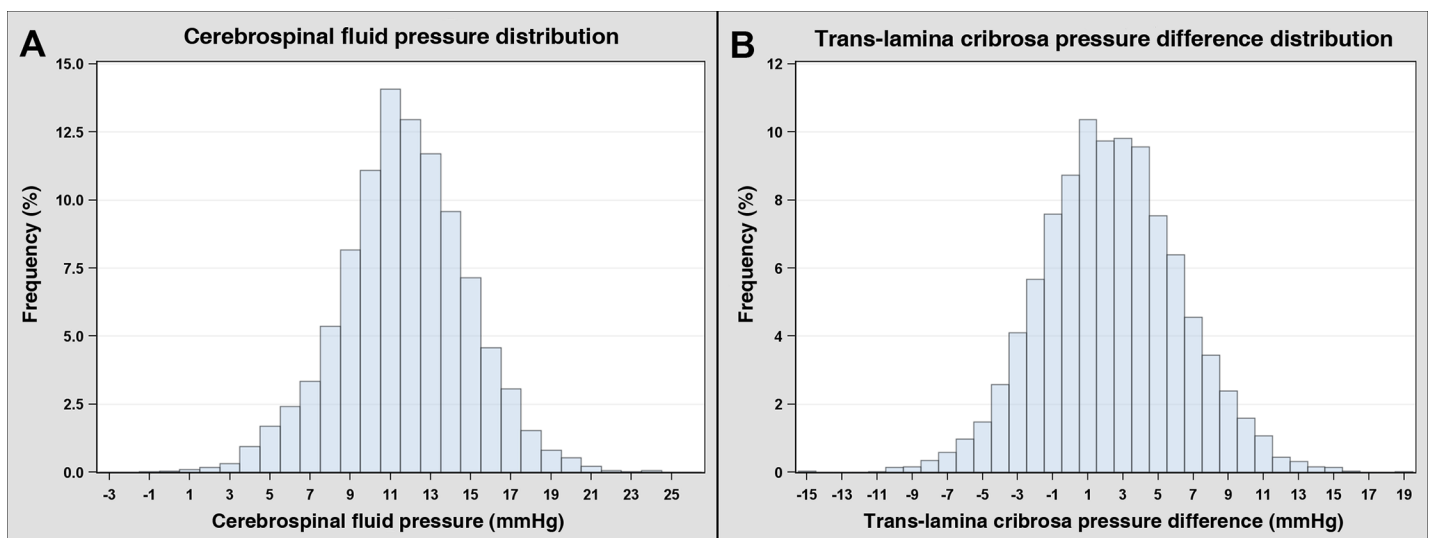 A
Cerebrospinal fluid pressure distribution
15.0
12.5
10.0
7.5
5.0
2.5
0.0
Frequency (%)
-3 -1 1 3 5 7 9 11 13 15 17 19 21 23 25
Cerebrospinal fluid pressure (mmHg)
B
Trans-lamina cribrosa pressure difference distribution
12
10
8
6
4
2
0
Frequency (%)
-15 -13 -11 -9 -7 -5 -3 -1 1 3 5 7 9 11 13 15 17 19
Trans-lamina cribrosa pressure difference (mmHg)